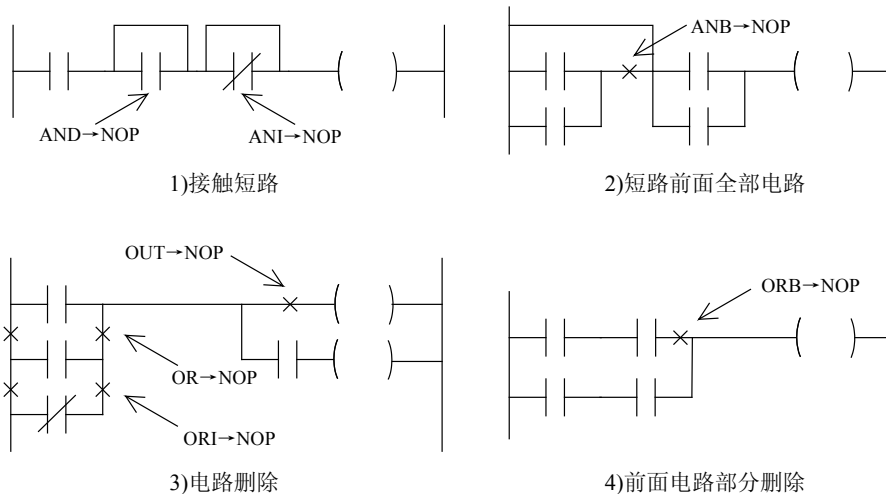 ANB→NOP
AND→NOP
ANI→NOP
1)接触短路
2)短路前面全部电路
OUT→NOP
ORB→NOP
OR→NOP
ORI→NOP
3)电路删除
4)前面电路部分删除